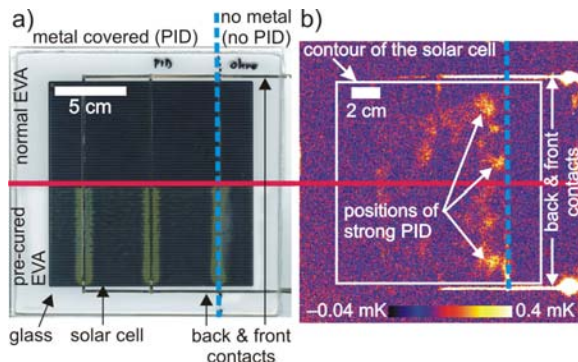 a)
metal covered (PID)
no metal
(no PID)
PID
ohne
5 cm
normal EVA
pre-cured
EVA
glass
solar cell
back & front
contacts
b)
contour of the solar cell
2 cm
positions of
strong PID
back & front
contacts
−0.04 mK
0.4 mK